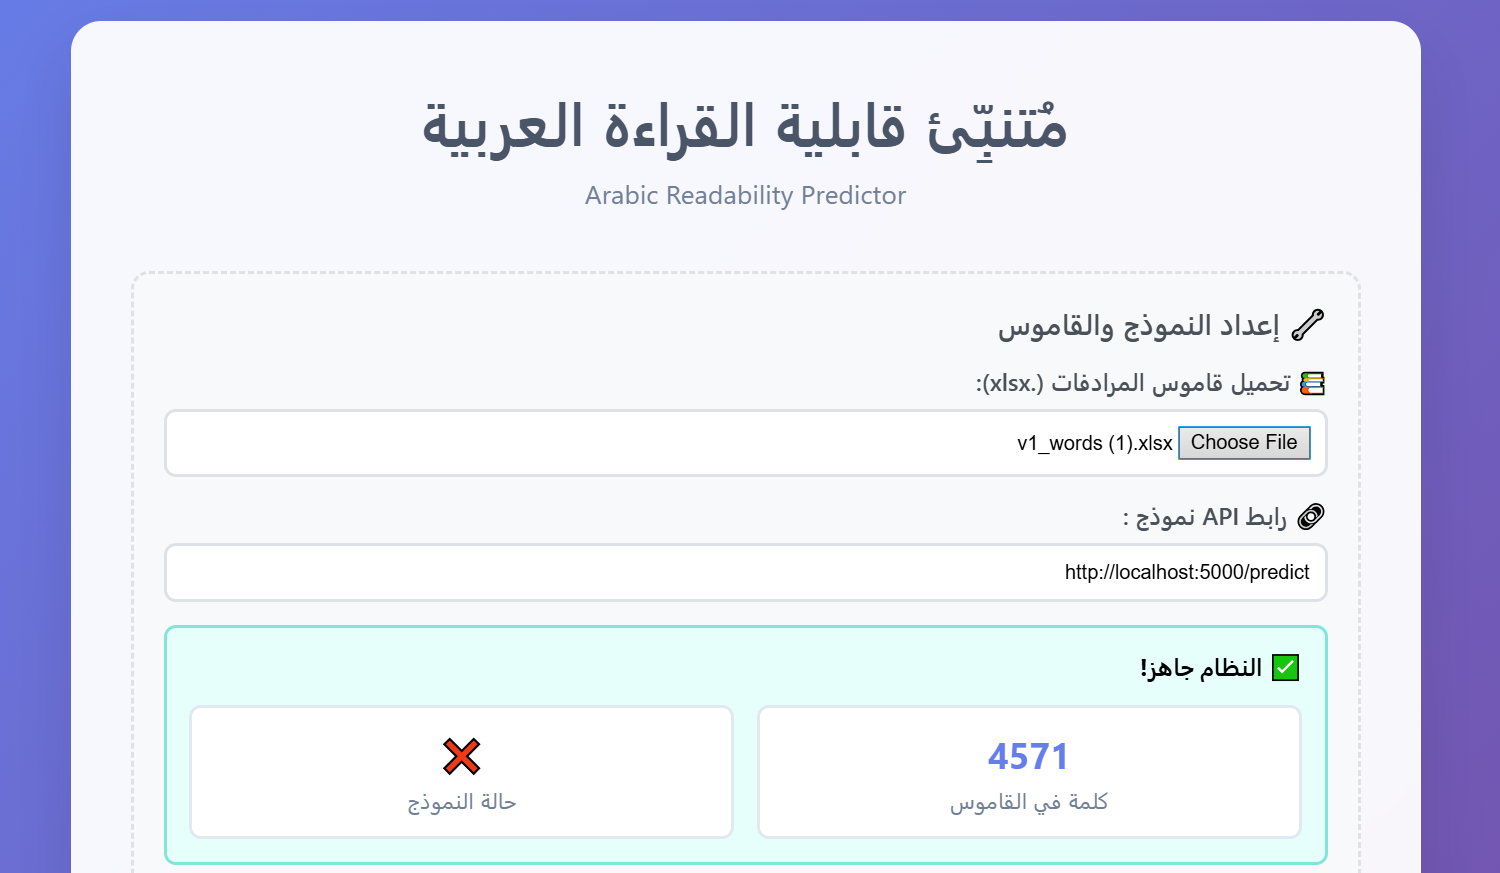 مُتنبِّئ قابلية القراءة العربية
Arabic Readability Predictor
إعداد النموذج والقاموس
تحميل قاموس المرادفات (.xlsx):
Choose File v1_words (1).xlsx
رابط API نموذج :
http://localhost:5000/predict
النظام جاهز!
4571
كلمة في القاموس
حالة النموذج